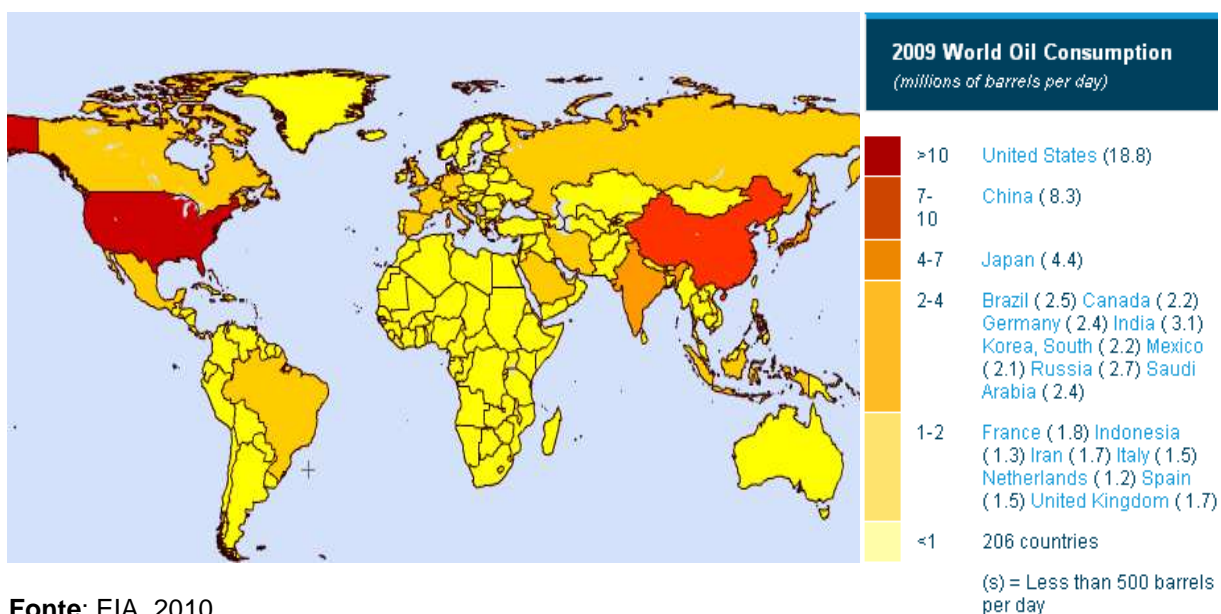 2009 World Oil Consumption
(millions of barrels per day)
>10 United States (18.8)
7-
10 China ( 8.3)
4-7 Japan ( 4.4)
2-4 Brazil ( 2.5) Canada ( 2.2)
Germany ( 2.4) India ( 3.1)
Korea, South ( 2.2) Mexico
( 2.1) Russia ( 2.7) Saudi
Arabia ( 2.4)
1-2 France ( 1.8) Indonesia
( 1.3) Iran ( 1.7) Italy ( 1.5)
Netherlands ( 1.2) Spain
( 1.5) United Kingdom ( 1.7)
<1 206 countries
(s) = Less than 500 barrels
per day
Fonte: EIA, 2010